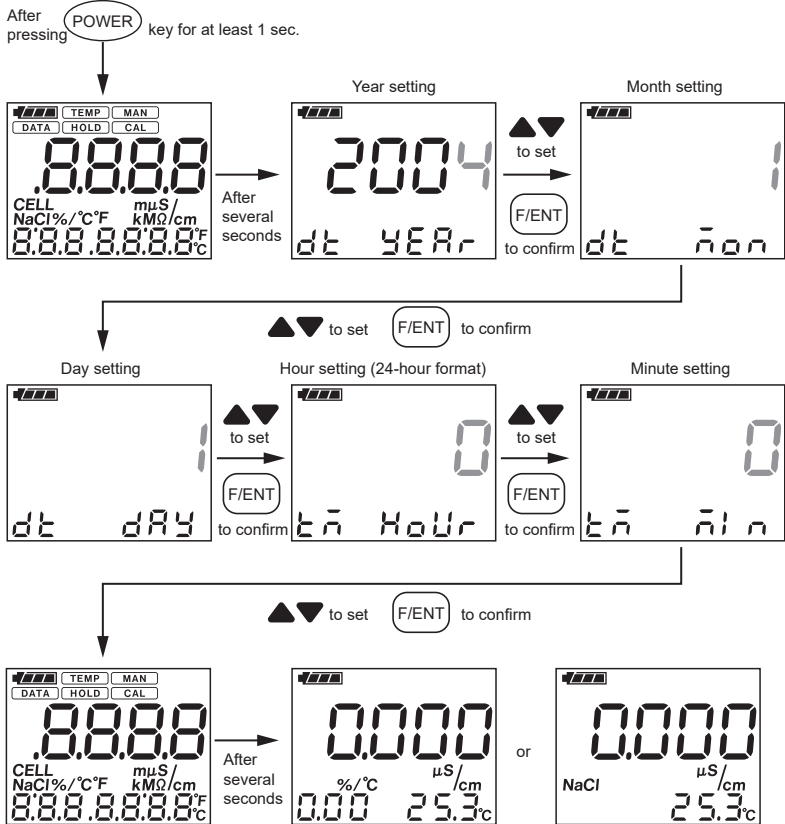 After pressing POWER key for at least 1 sec.
TEMP MAN
DATA HOLD CAL
.8.8.8.8
CELL mμS/
NaCl%/°C°F kMΩ/cm
8.8.8.8.8.8.8.°F°C
After several seconds
Year setting
2004
dt YEAr
▲▼
to set
F/ENT
to confirm
Month setting
1
dt mon
▲▼ to set F/ENT to confirm
Day setting
1
dt dAY
▲▼
to set
F/ENT
to confirm
Hour setting (24-hour format)
0
tm HoUr
▲▼
to set
F/ENT
to confirm
Minute setting
0
tm mIn
▲▼ to set F/ENT to confirm
TEMP MAN
DATA HOLD CAL
.8.8.8.8
CELL mμS/
NaCl%/°C°F kMΩ/cm
8.8.8.8.8.8.8.°F°C
After several seconds
0.000
%/°C μS/cm
0.00 25.3°C
or
0.000
NaCl μS/cm
25.3°C